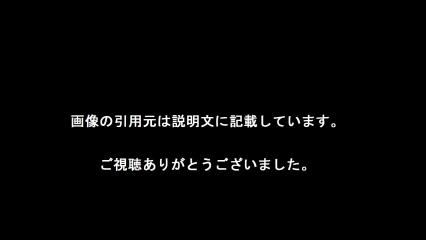 画像の引用元は説明文に記載しています。
ご視聴ありがとうございました。